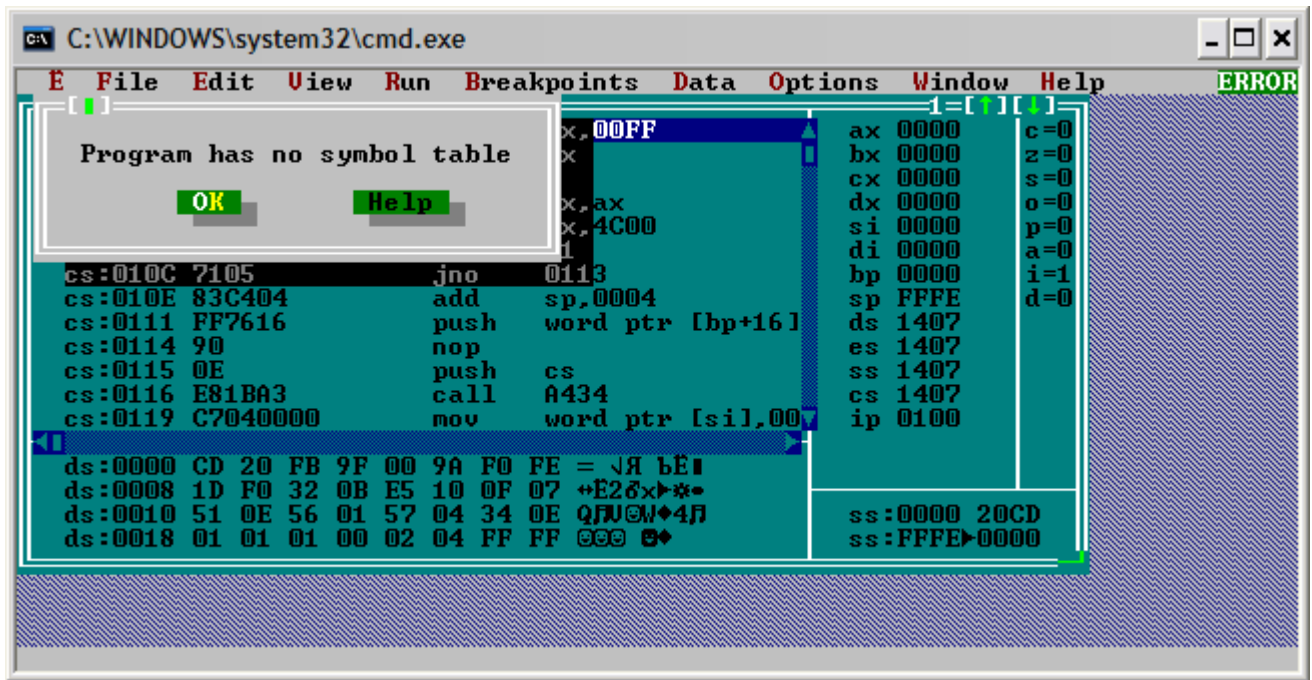 C:\WINDOWS\system32\cmd.exe
Ë File Edit View Run Breakpoints Data Options Window Help ERROR
[▮] 1=[↑][↓]
Program has no symbol table
OK Help
x,00FF
x
x,ax
x,4C00
1
cs:010C 7105 jno 0113
cs:010E 83C404 add sp,0004
cs:0111 FF7616 push word ptr [bp+16]
cs:0114 90 nop
cs:0115 0E push cs
cs:0116 E81BA3 call A434
cs:0119 C7040000 mov word ptr [si],00
ax 0000 c=0
bx 0000 z=0
cx 0000 s=0
dx 0000 o=0
si 0000 p=0
di 0000 a=0
bp 0000 i=1
sp FFFE d=0
ds 1407
es 1407
ss 1407
cs 1407
ip 0100
ds:0000 CD 20 FB 9F 00 9A F0 FE = √Я ЪЁ■
ds:0008 1D F0 32 0B E5 10 0F 07 ↔Ё2♂х►☼•
ds:0010 51 0E 56 01 57 04 34 0E Q♫V☺W♦4♫
ds:0018 01 01 01 00 02 04 FF FF ☺☺☺ ☻♦
ss:0000 20CD
ss:FFFE►0000